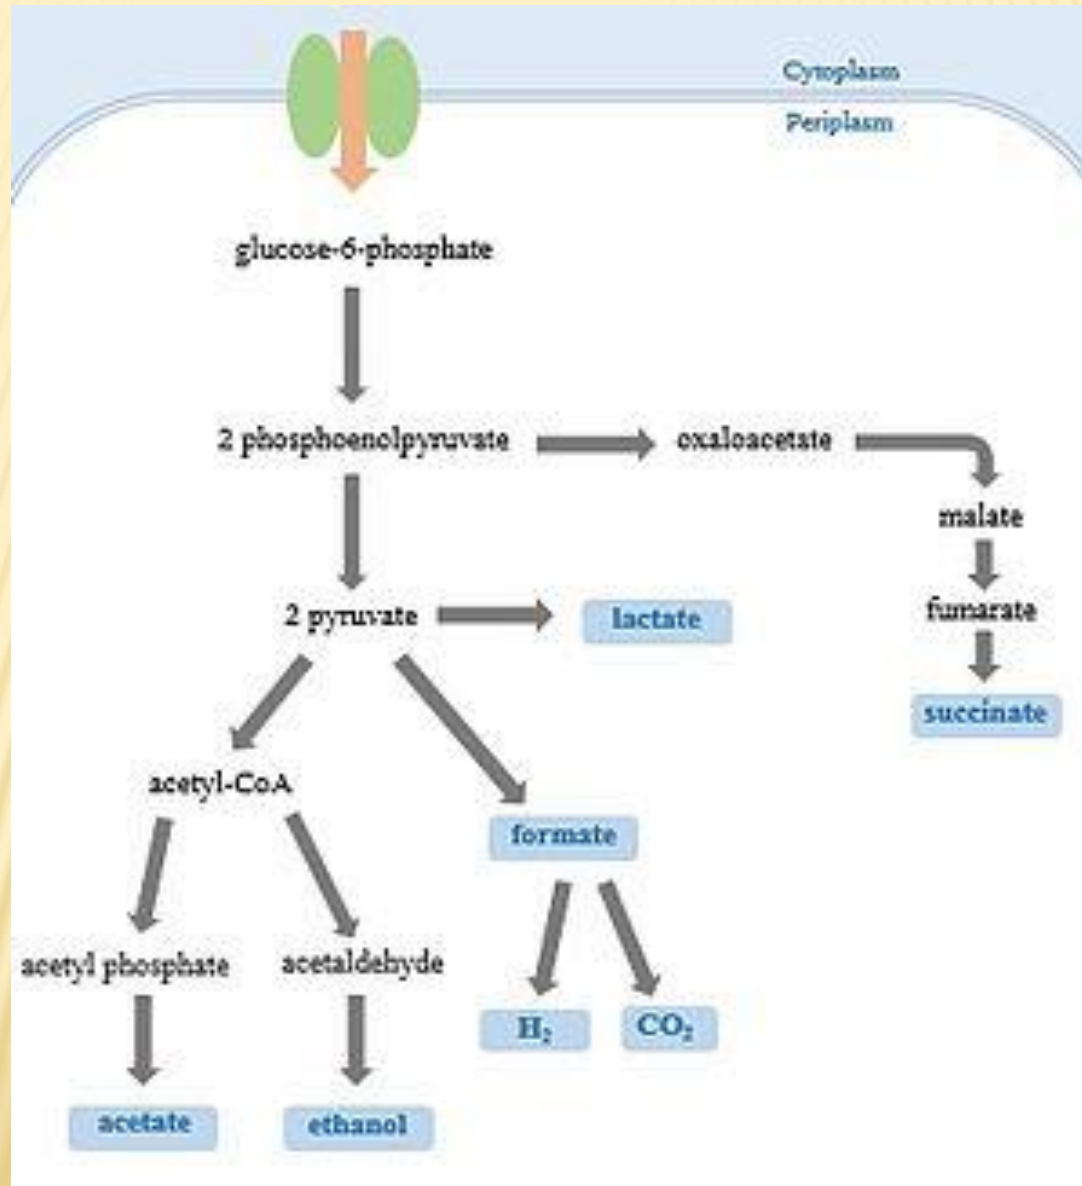 Cytoplasm
Periplasm
glucose-6-phosphate
2 phosphoenolpyruvate
oxaloacetate
malate
2 pyruvate
lactate
fumarate
succinate
acetyl-CoA
formate
acetyl phosphate
acetaldehyde
H₂
CO₂
acetate
ethanol